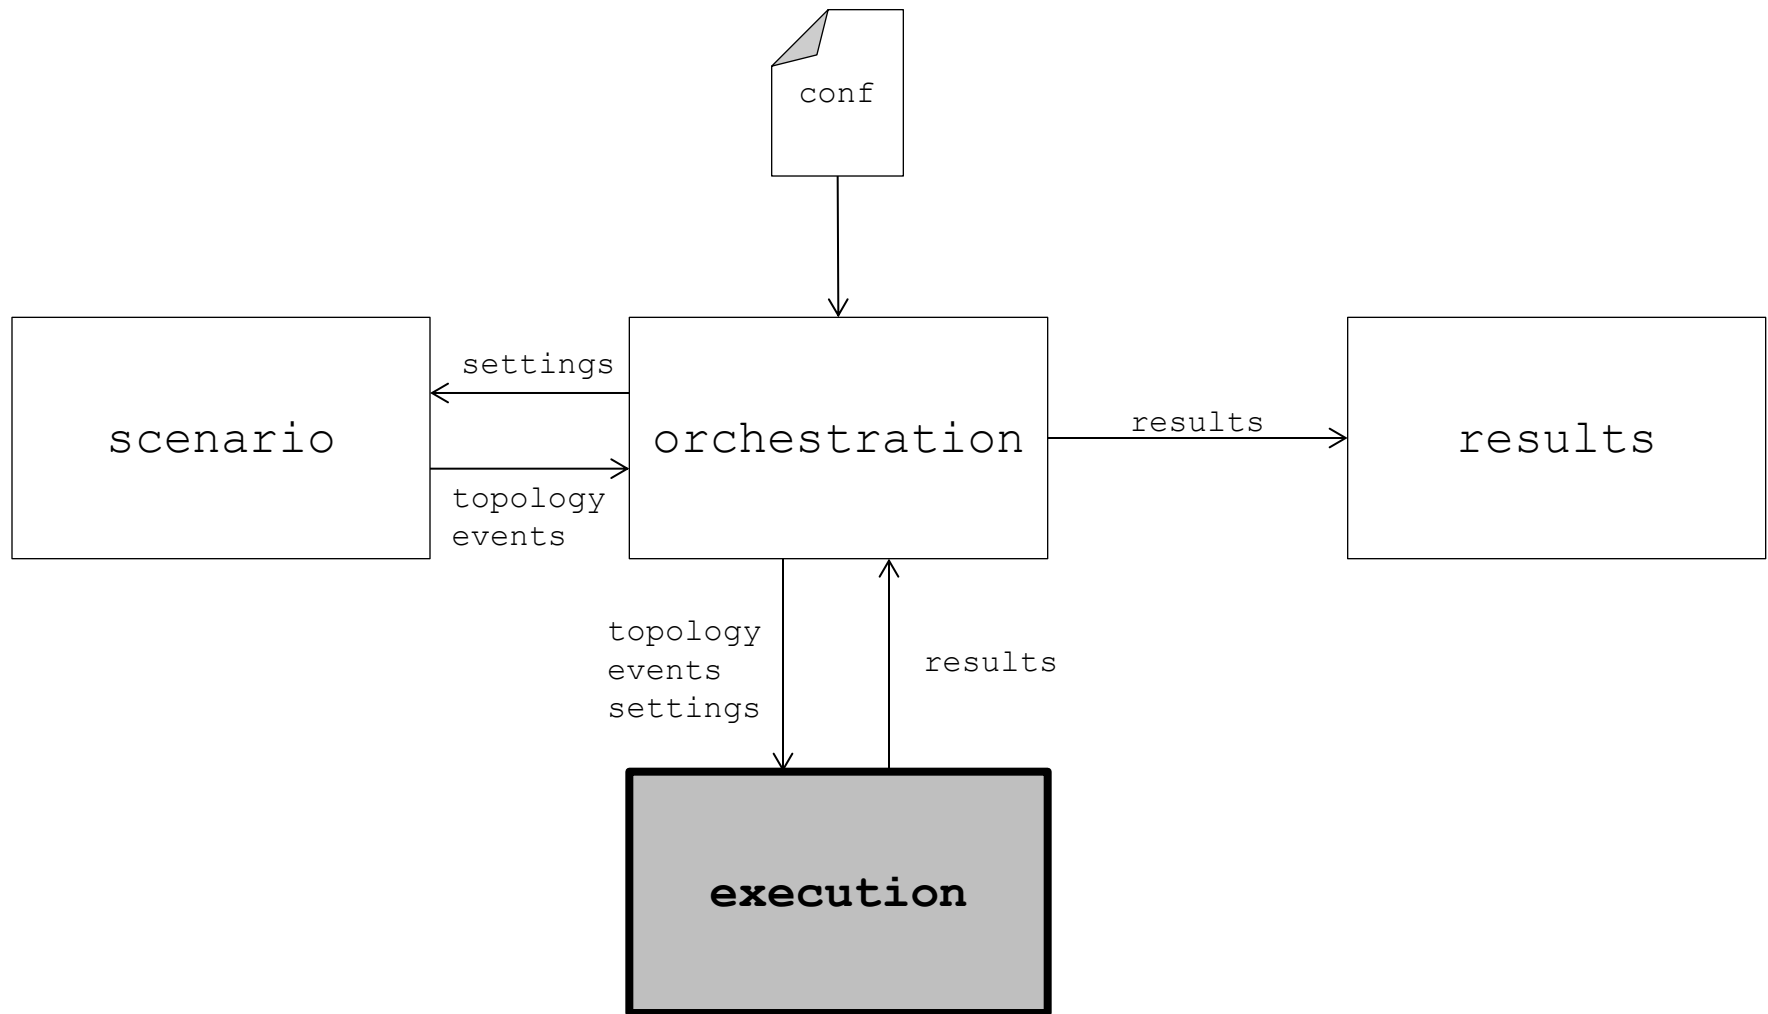 conf
settings
scenario
topology
events
orchestration
results
results
topology
events
settings
results
execution